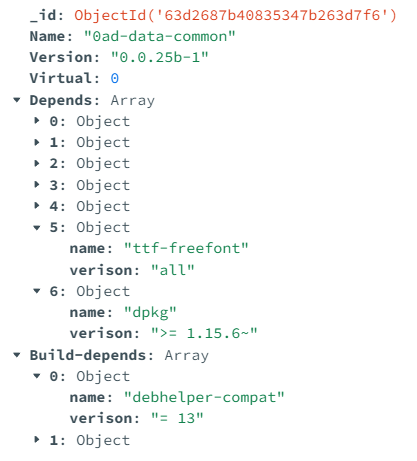 _id: ObjectId('63d2687b40835347b263d7f6')
Name: "0ad-data-common"
Version: "0.0.25b-1"
Virtual: 0
Depends: Array
0: Object
1: Object
2: Object
3: Object
4: Object
5: Object
name: "ttf-freefont"
verison: "all"
6: Object
name: "dpkg"
verison: ">= 1.15.6~"
Build-depends: Array
0: Object
name: "debhelper-compat"
verison: "= 13"
1: Object